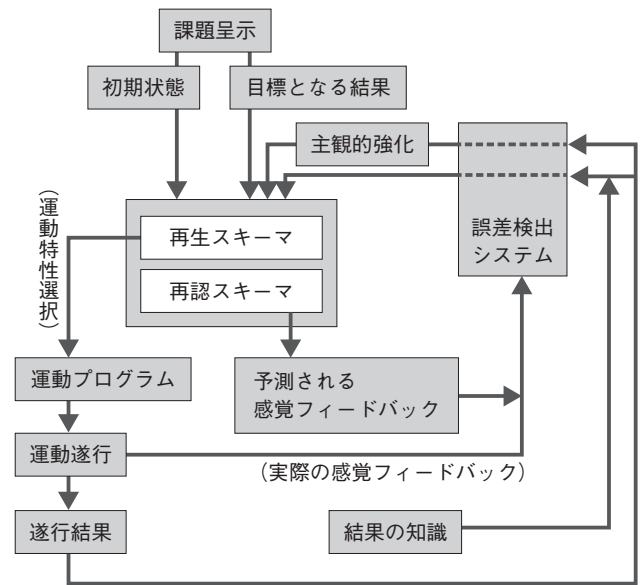 課題呈示
初期状態
目標となる結果
主観的強化
誤差検出
システム
再生スキーマ
再認スキーマ
（運動特性選択）
運動プログラム
予測される
感覚フィードバック
運動遂行
（実際の感覚フィードバック）
遂行結果
結果の知識